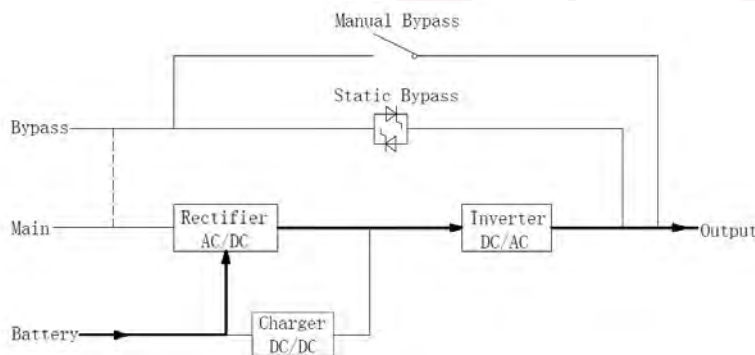 Manual Bypass
Static Bypass
Bypass
Main
Rectifier
AC/DC
Inverter
DC/AC
Output
Battery
Charger
DC/DC